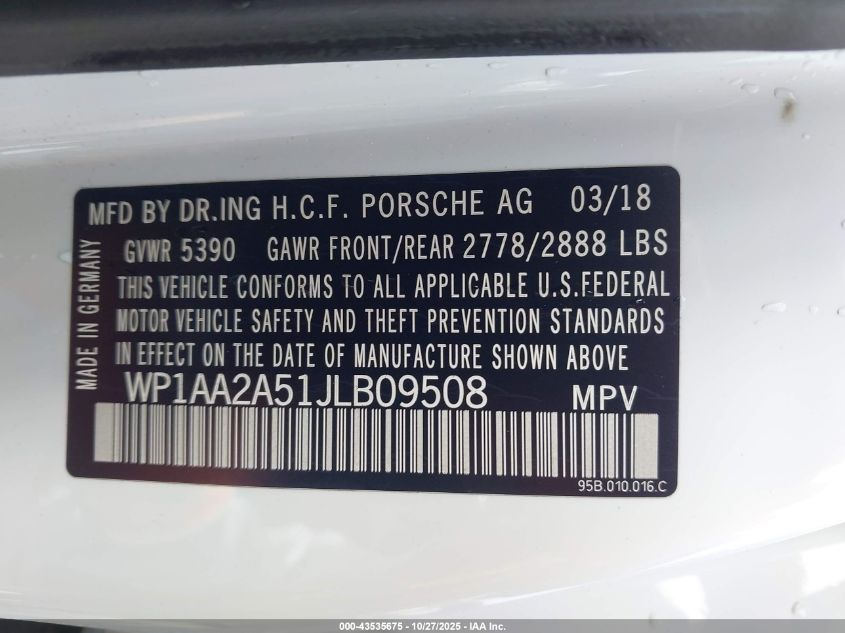 MFD BY DR.ING H.C.F. PORSCHE AG 03/18
GVWR 5390 GAWR FRONT/REAR 2778/2888 LBS
THIS VEHICLE CONFORMS TO ALL APPLICABLE U.S.FEDERAL
MOTOR VEHICLE SAFETY AND THEFT PREVENTION STANDARDS
IN EFFECT ON THE DATE OF MANUFACTURE SHOWN ABOVE
WP1AA2A51JLB09508 MPV
95B.010.016.C
MADE IN GERMANY
000-43535675 - 10/27/2025 - IAA Inc.